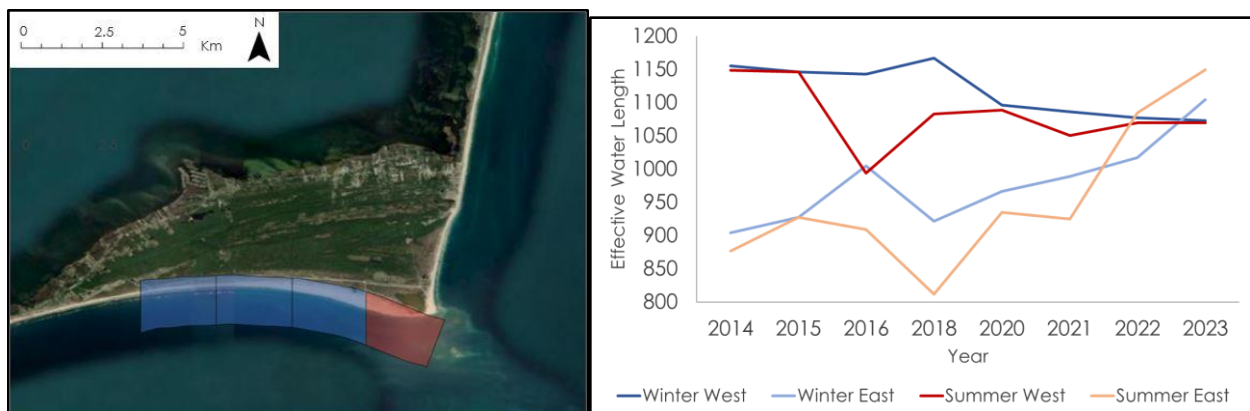 N
0 2.5 5
Km
1200
1150
1100
1050
1000
950
900
850
800
Effective Water Length
2014 2015 2016 2018 2020 2021 2022 2023
Year
Winter West Winter East Summer West Summer East